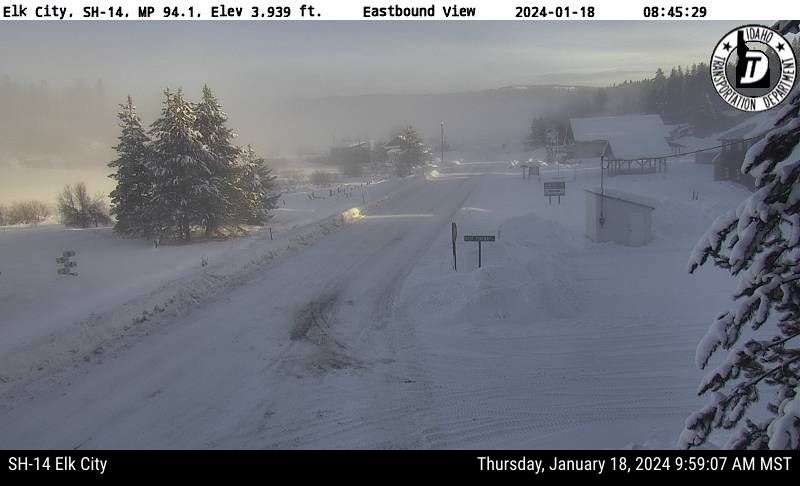 Elk City, SH-14, MP 94.1, Elev 3,939 ft. Eastbound View 2024-01-18 08:45:29
IDAHO
TRANSPORTATION DEPARTMENT
SH-14 Elk City
Thursday, January 18, 2024 9:59:07 AM MST